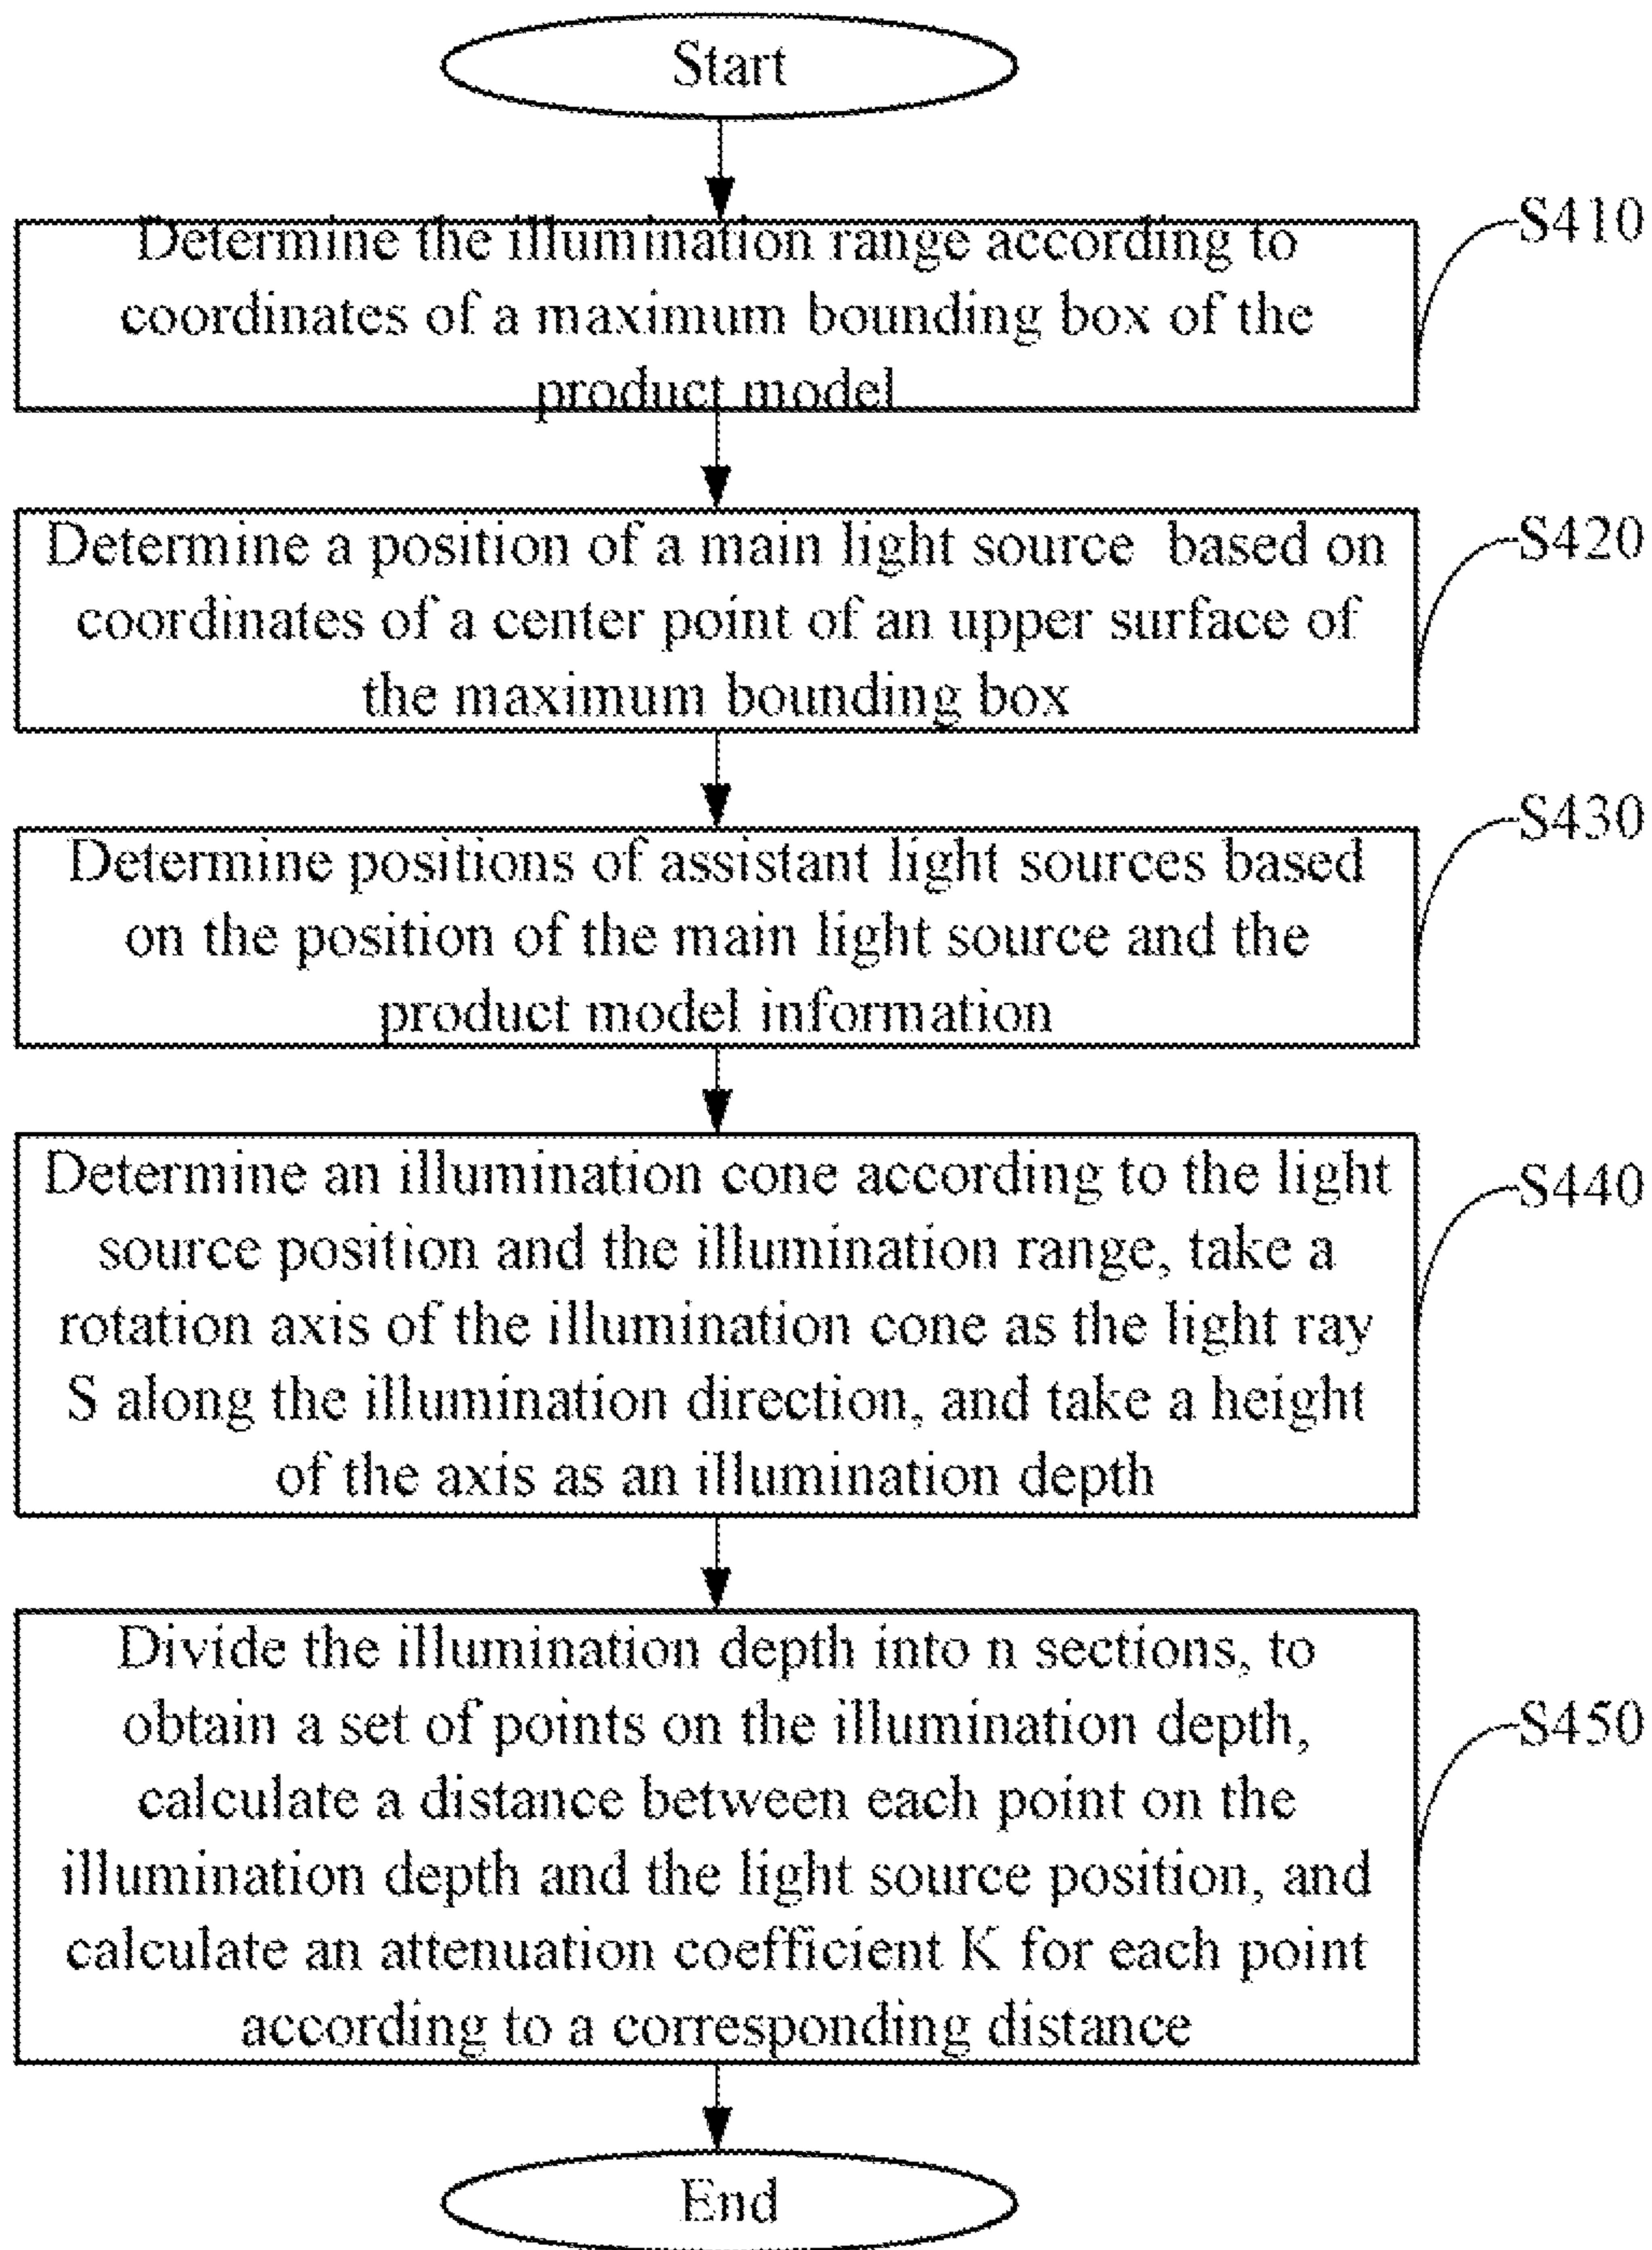 Start
Determine the illumination range according to
coordinates of a maximum bounding box of the
product model
S410
Determine a position of a main light source based on
coordinates of a center point of an upper surface of
the maximum bounding box
S420
Determine positions of assistant light sources based
on the position of the main light source and the
product model information
S430
Determine an illumination cone according to the light
source position and the illumination range, take a
rotation axis of the illumination cone as the light ray
S along the illumination direction, and take a height
of the axis as an illumination depth
S440
Divide the illumination depth into n sections, to
obtain a set of points on the illumination depth,
calculate a distance between each point on the
illumination depth and the light source position, and
calculate an attenuation coefficient K for each point
according to a corresponding distance
S450
End